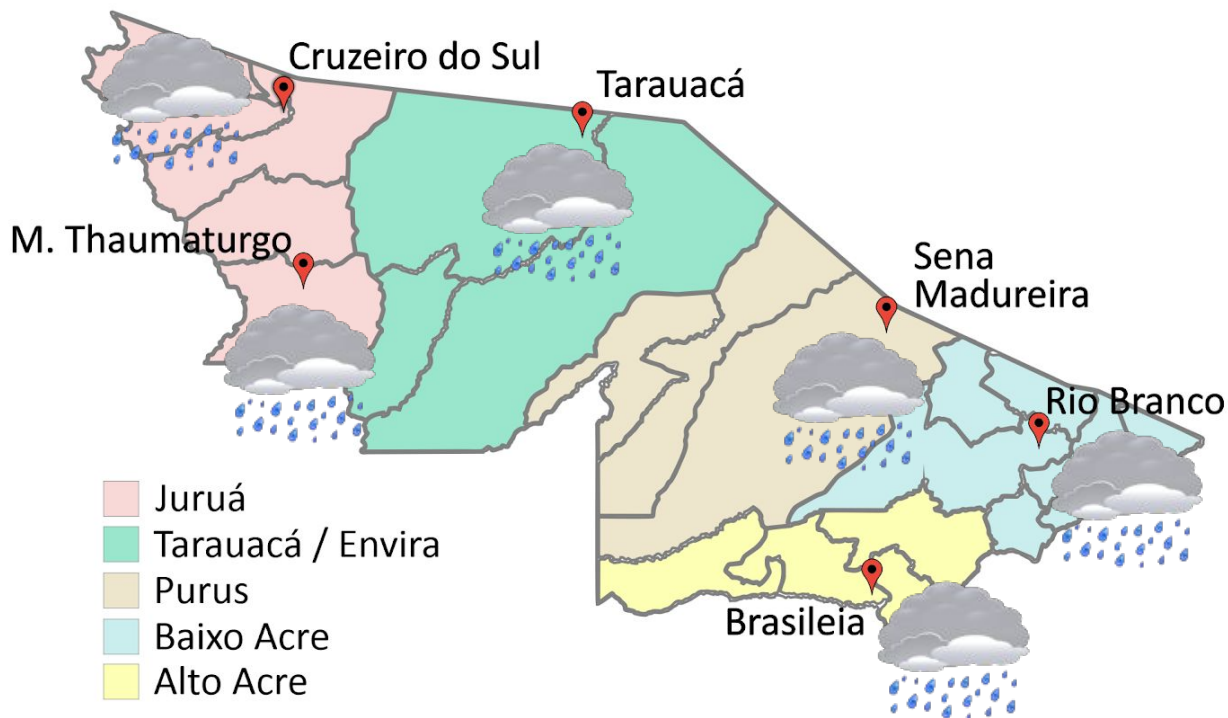 Cruzeiro do Sul
Tarauacá
M. Thaumaturgo
Sena
Madureira
Rio Branco
Brasileia
Juruá
Tarauacá / Envira
Purus
Baixo Acre
Alto Acre